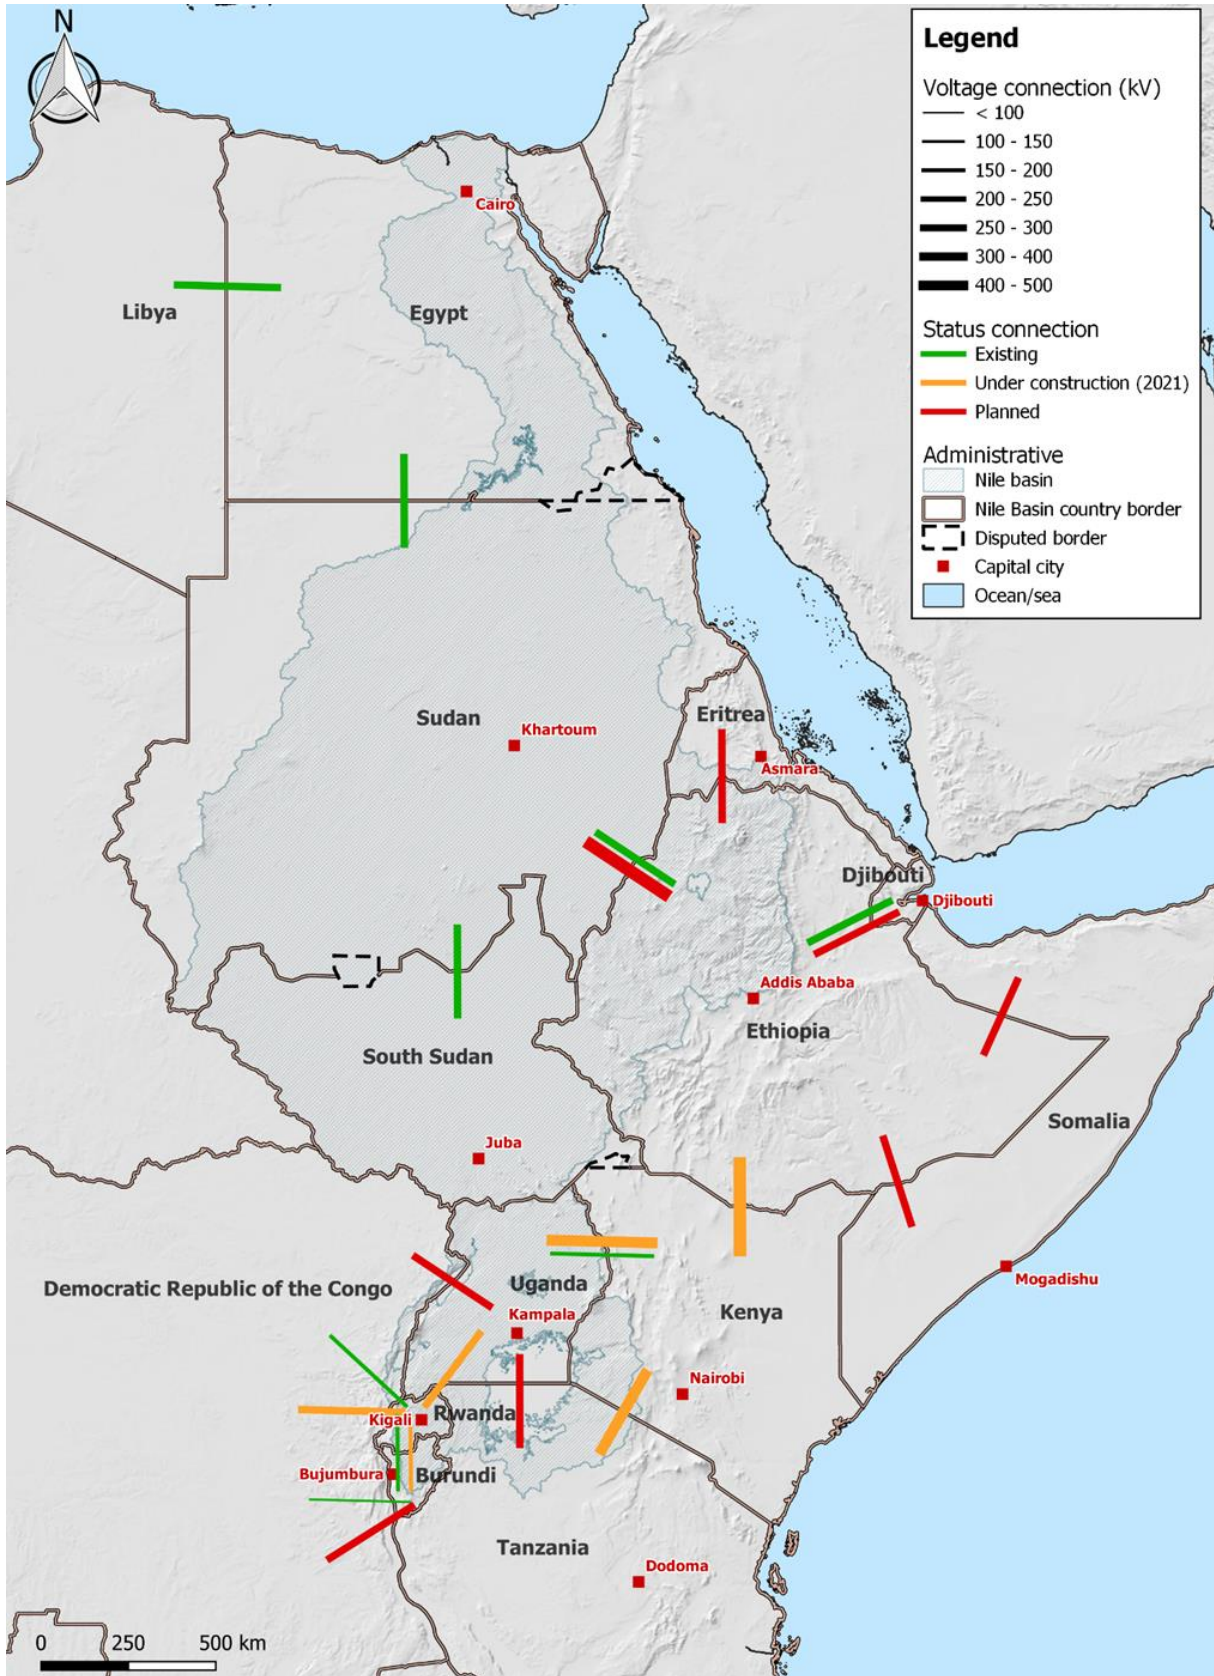 N
Legend
Voltage connection (kV)
< 100
100 - 150
150 - 200
200 - 250
250 - 300
300 - 400
400 - 500
Status connection
Existing
Under construction (2021)
Planned
Administrative
Nile basin
Nile Basin country border
Disputed border
Capital city
Ocean/sea
Cairo
Libya
Egypt
Sudan
Khartoum
Eritrea
Asmara
Djibouti
Djibouti
Addis Ababa
Ethiopia
South Sudan
Juba
Somalia
Mogadishu
Democratic Republic of the Congo
Uganda
Kampala
Kenya
Nairobi
Kigali
Rwanda
Bujumbura
Burundi
Tanzania
Dodoma
0 250 500 km